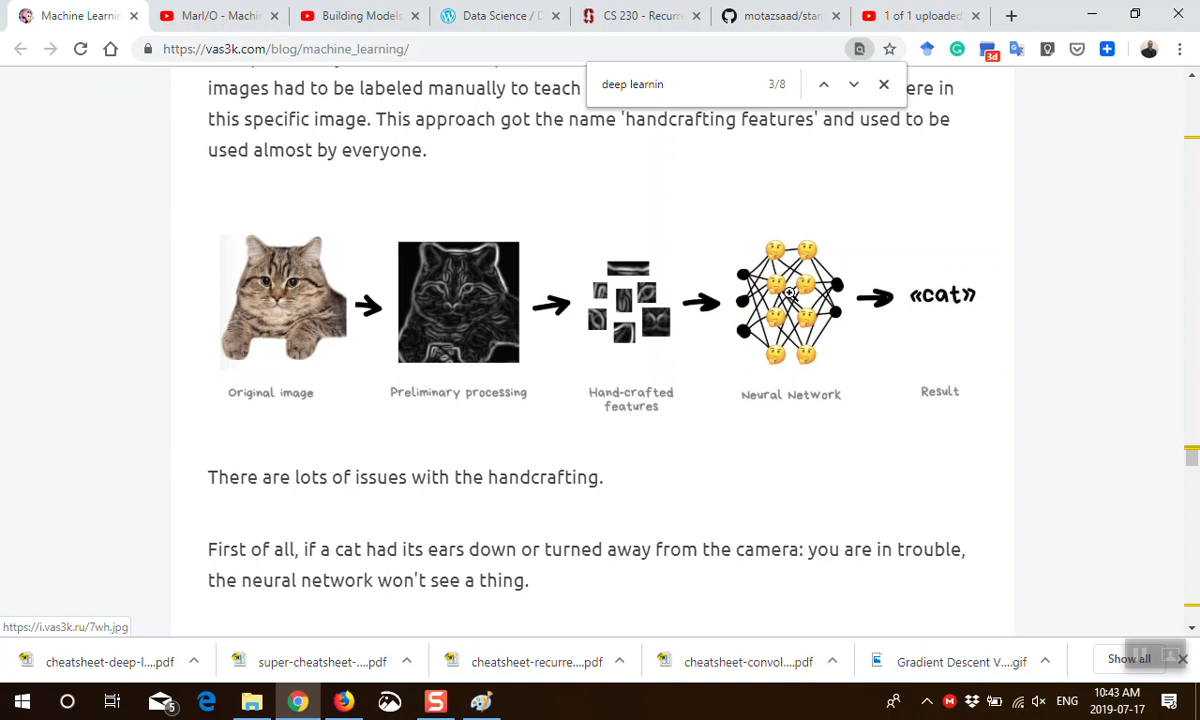 Machine Learnin
MarI/O - Machin
Building Models
Data Science / D
CS 230 - Recurre
motazsaad/stan
1 of 1 uploaded
https://vas3k.com/blog/machine_learning/
3d
deep learnin
3/8
images had to be labeled manually to teach
ere in
this specific image. This approach got the name 'handcrafting features' and used to be
used almost by everyone.
«cat»
Original image
Preliminary processing
Hand-crafted
features
Neural Network
Result
There are lots of issues with the handcrafting.
First of all, if a cat had its ears down or turned away from the camera: you are in trouble,
the neural network won't see a thing.
https://i.vas3k.ru/7wh.jpg
cheatsheet-deep-l....pdf
super-cheatsheet-....pdf
cheatsheet-recurre....pdf
cheatsheet-convol....pdf
Gradient Descent V....gif
Show all
5
ENG
10:43 AM
2019-07-17